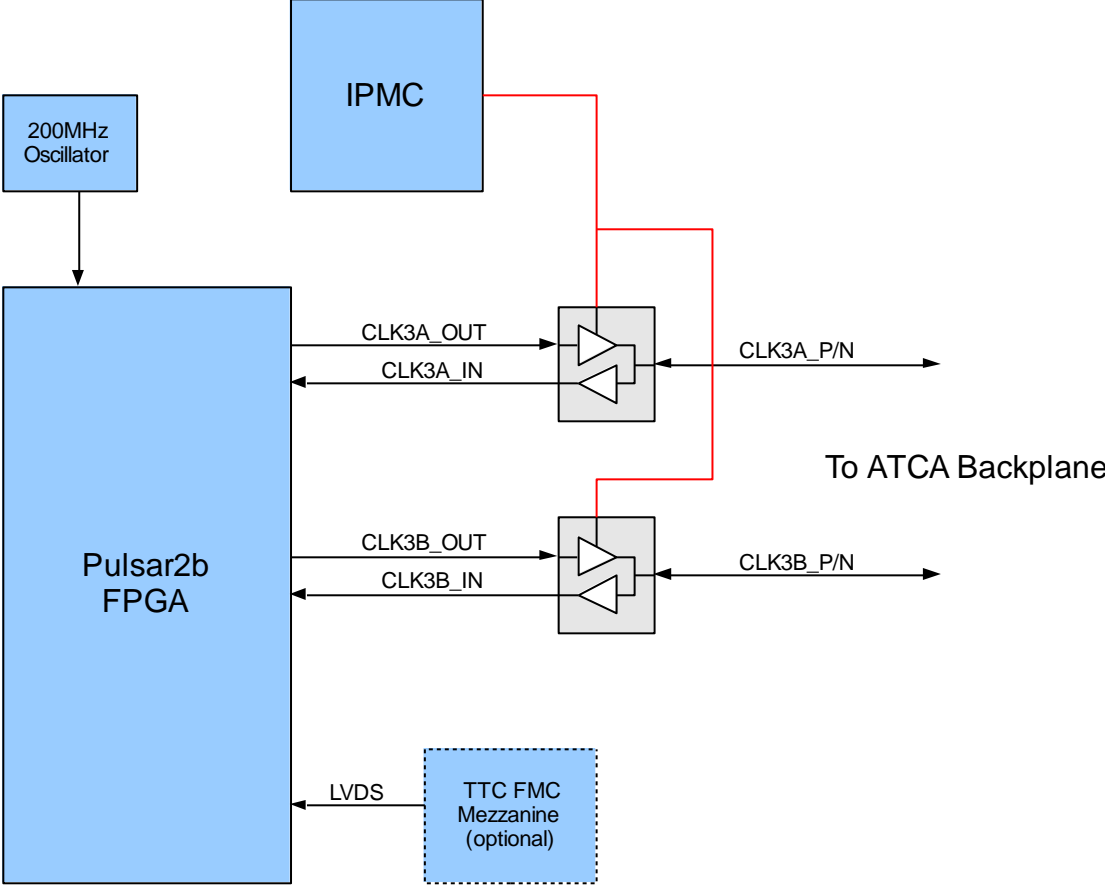 IPMC
200MHz
Oscillator
CLK3A_OUT
CLK3A_IN
CLK3A_P/N
To ATCA Backplane
Pulsar2b
FPGA
CLK3B_OUT
CLK3B_IN
CLK3B_P/N
LVDS
TTC FMC
Mezzanine
(optional)